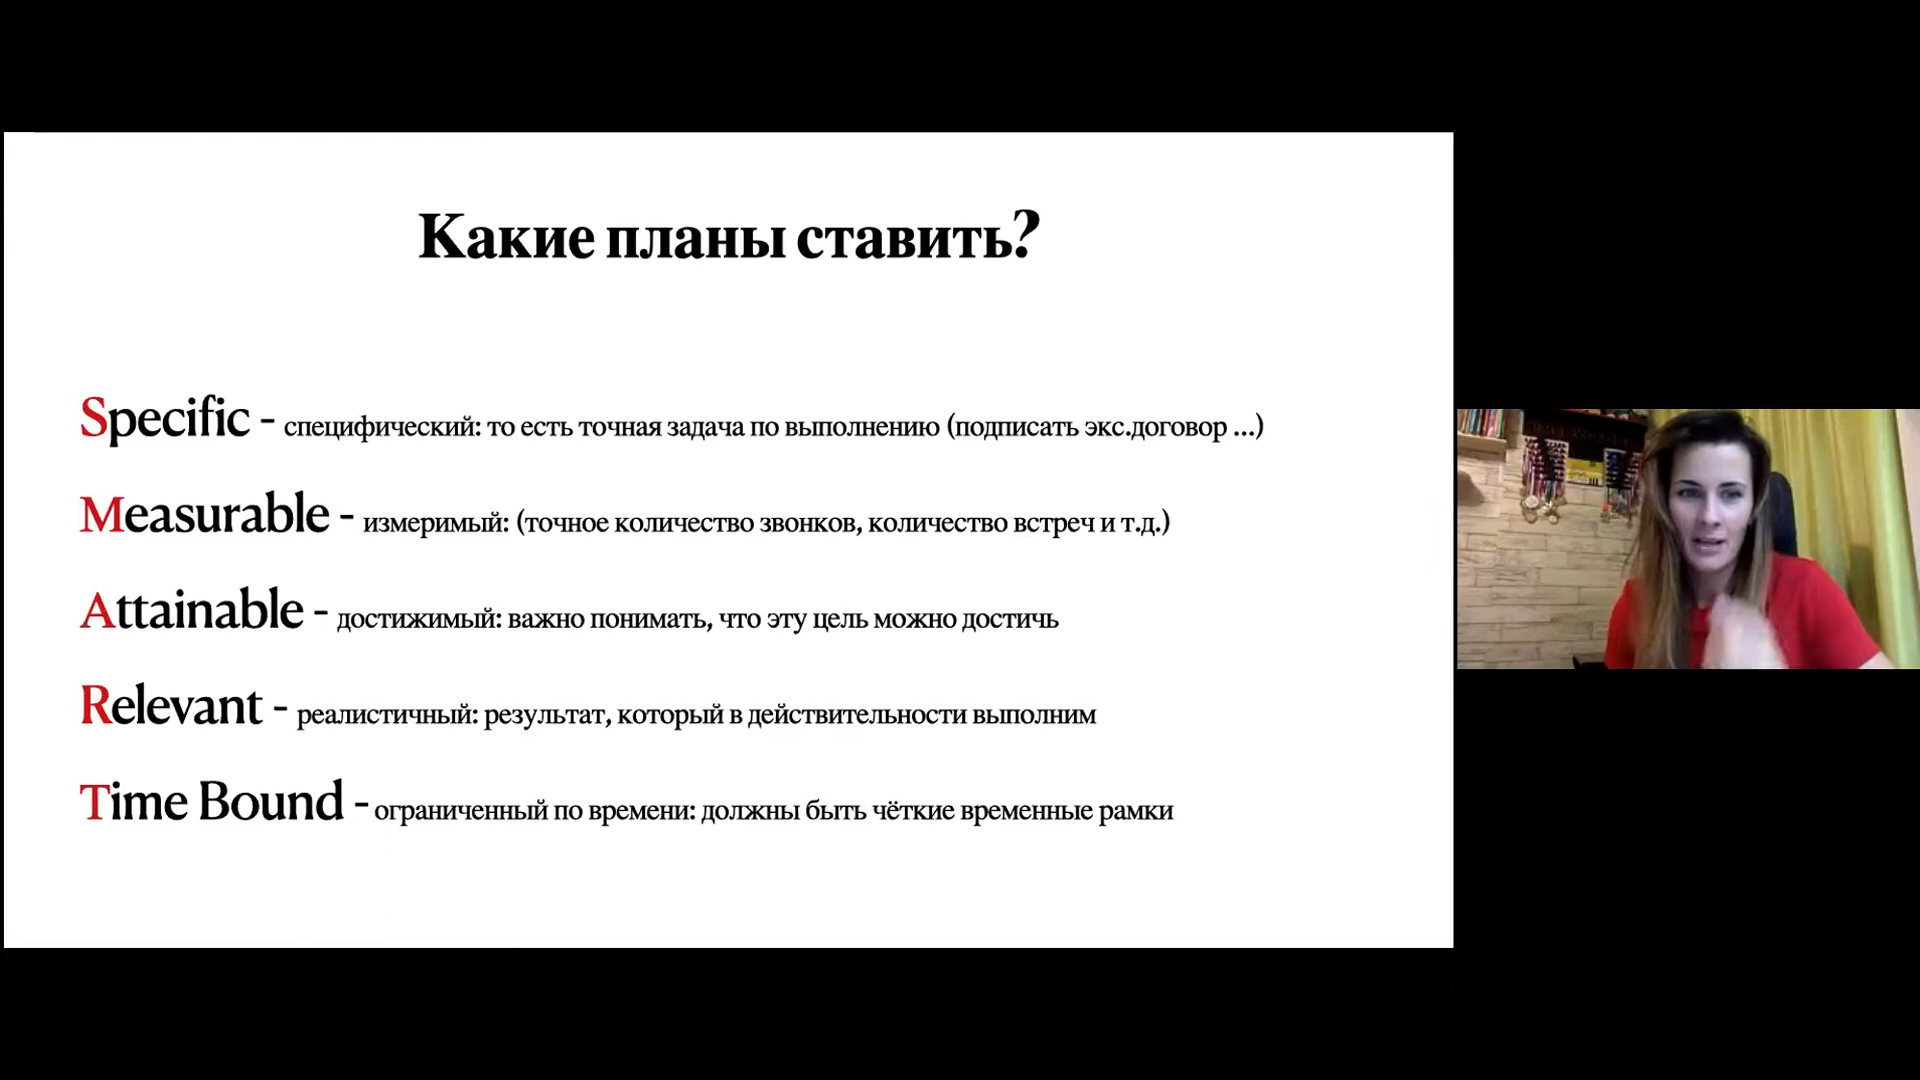 Какие планы ставить?
Specific - специфический: то есть точная задача по выполнению (подписать экс.договор ...)
Measurable - измеримый: (точное количество звонков, количество встреч и т.д.)
Attainable - достижимый: важно понимать, что эту цель можно достичь
Relevant - реалистичный: результат, который в действительности выполним
Time Bound - ограниченный по времени: должны быть чёткие временные рамки